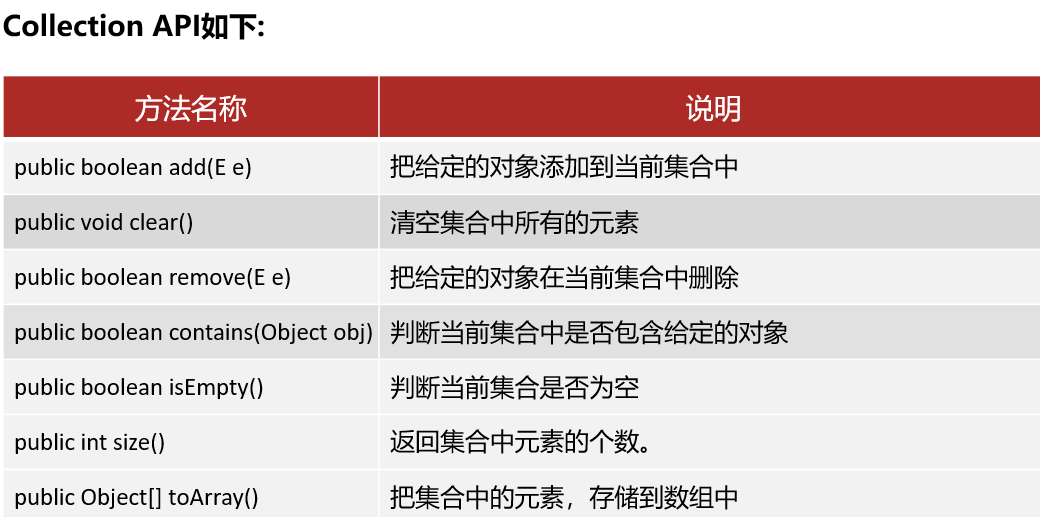 Collection API如下:
方法名称 说明
public boolean add(E e) 把给定的对象添加到当前集合中
public void clear() 清空集合中所有的元素
public boolean remove(E e) 把给定的对象在当前集合中删除
public boolean contains(Object obj) 判断当前集合中是否包含给定的对象
public boolean isEmpty() 判断当前集合是否为空
public int size() 返回集合中元素的个数。
public Object[] toArray() 把集合中的元素，存储到数组中